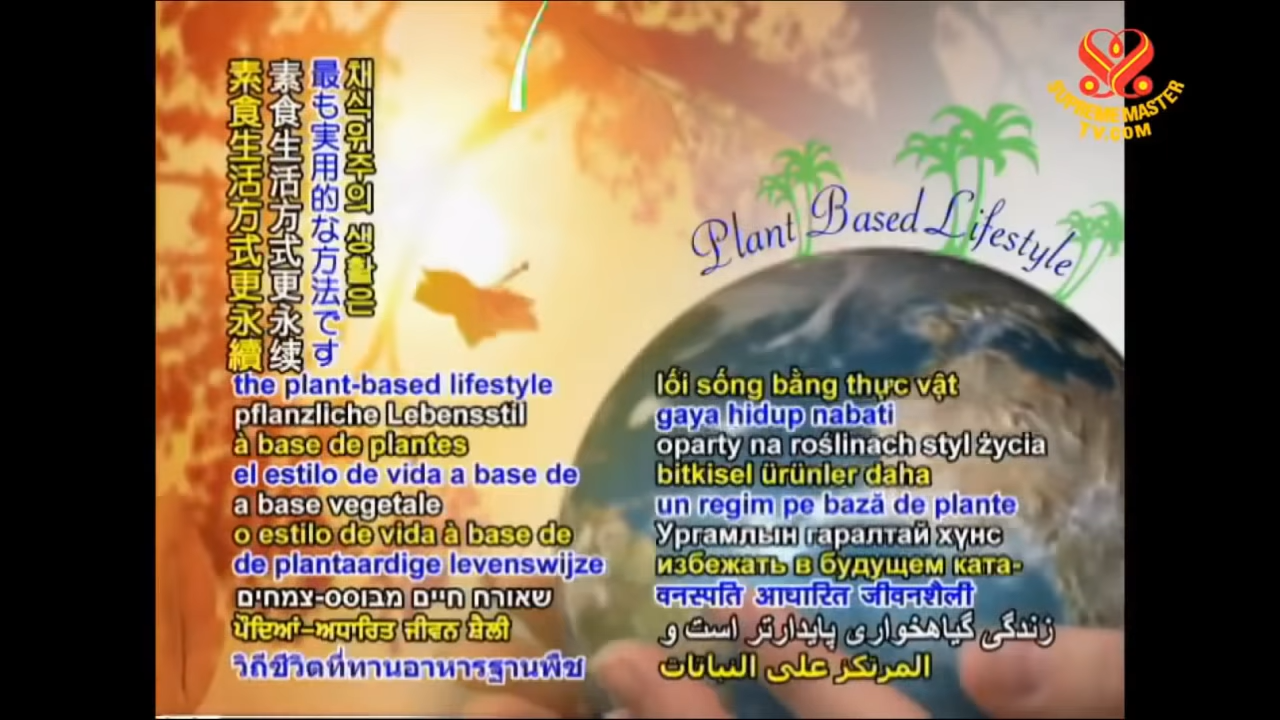 SUPREME MASTER
TV.COM
Plant Based Lifestyle
채식위주의 생활은
最も実用的な方法です
素食生活方式更永续
素食生活方式更永續
the plant-based lifestyle
pflanzliche Lebensstil
à base de plantes
el estilo de vida a base de
a base vegetale
o estilo de vida à base de
de plantaardige levenswijze
שאורח חיים מבוסס-צמחים
ਪੌਦਿਆਂ-ਅਧਾਰਿਤ ਜੀਵਨ ਸ਼ੈਲੀ
วิถีชีวิตที่ทานอาหารฐานพืช
lối sống bằng thực vật
gaya hidup nabati
oparty na roślinach styl życia
bitkisel ürünler daha
un regim pe bază de plante
Ургамлын гаралтай хүнс
избежать в будущем ката-
वनस्पति आधारित जीवनशैली
زندگی گیاهخواری پایدارتر است و
المرتكز على النباتات